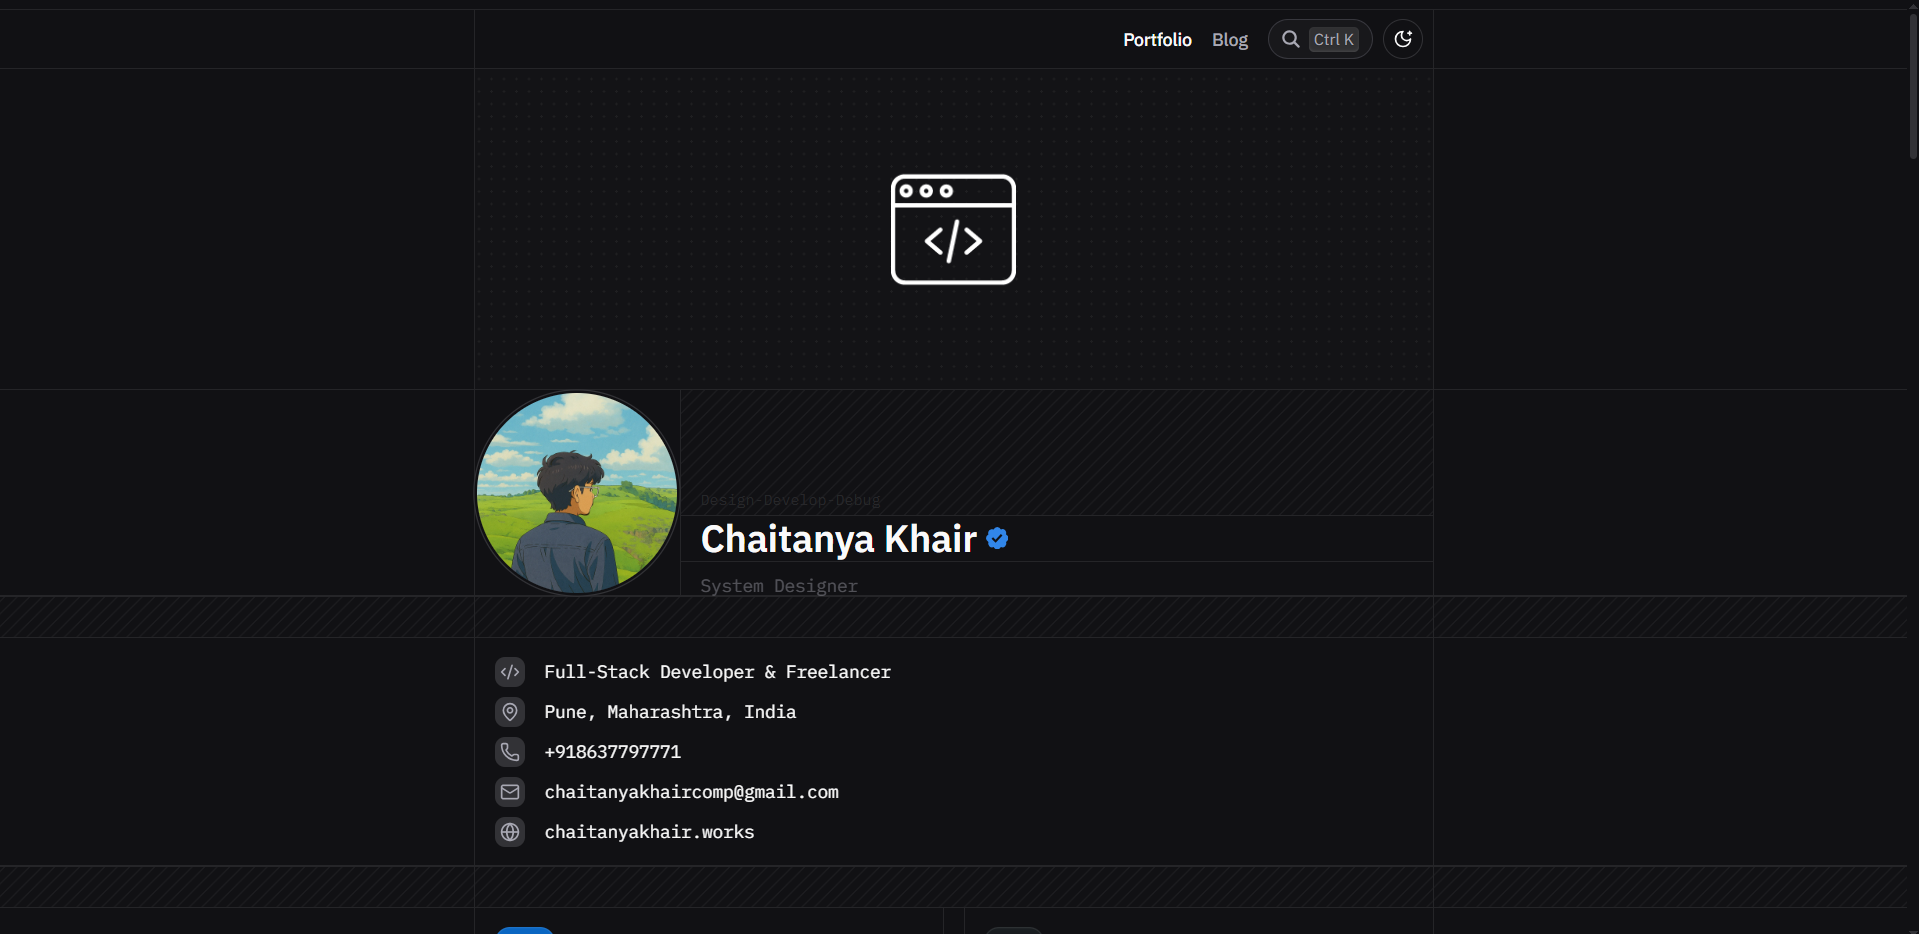 Portfolio Blog Ctrl K
</>
Design-Develop-Debug
Chaitanya Khair
System Designer
</> Full-Stack Developer & Freelancer
Pune, Maharashtra, India
+918637797771
chaitanyakhaircomp@gmail.com
chaitanyakhair.works